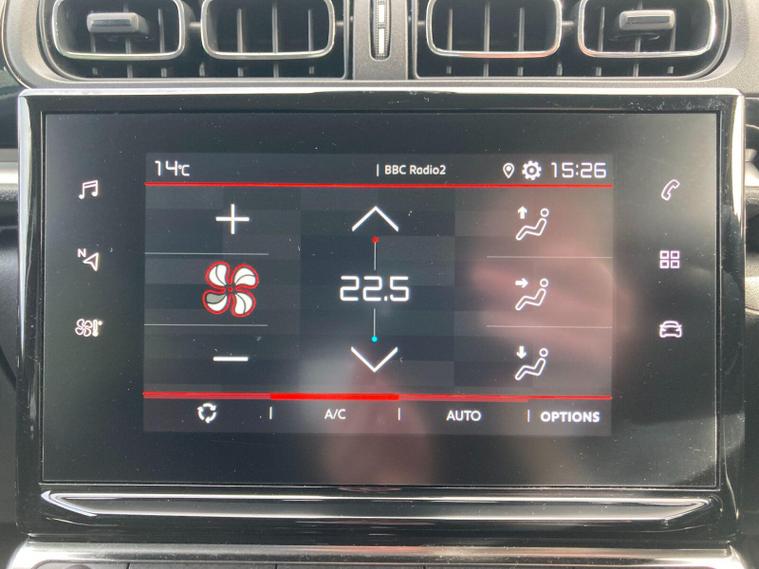 14°C | BBC Radio2 15:26
N
22.5
A/C | AUTO | OPTIONS